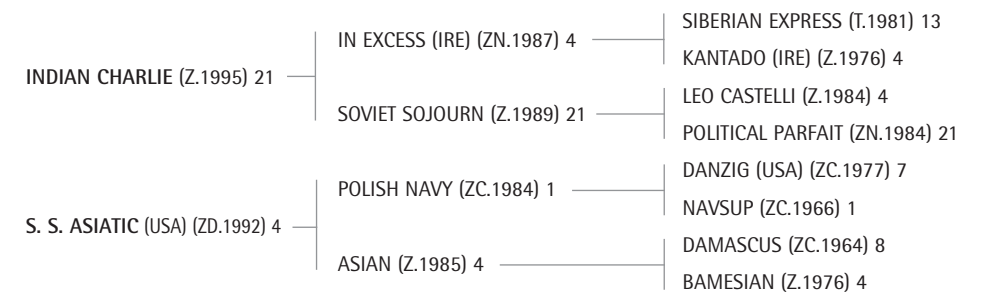 SIBERIAN EXPRESS (T.1981) 13
IN EXCESS (IRE) (ZN.1987) 4
KANTADO (IRE) (Z.1976) 4
INDIAN CHARLIE (Z.1995) 21
LEO CASTELLI (Z.1984) 4
SOVIET SOJOURN (Z.1989) 21
POLITICAL PARFAIT (ZN.1984) 21
DANZIG (USA) (ZC.1977) 7
POLISH NAVY (ZC.1984) 1
NAVSUP (ZC.1966) 1
S. S. ASIATIC (USA) (ZD.1992) 4
DAMASCUS (ZC.1964) 8
ASIAN (Z.1985) 4
BAMESIAN (Z.1976) 4